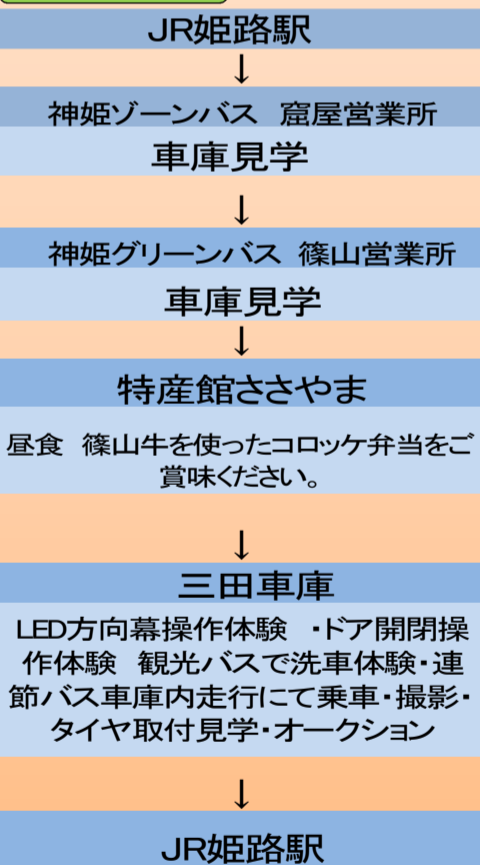 JR姫路駅
↓
神姫ゾーンバス 窟屋営業所
車庫見学
↓
神姫グリーンバス 篠山営業所
車庫見学
↓
特産館ささやま
昼食 篠山牛を使ったコロッケ弁当をご
賞味ください。
↓
三田車庫
LED方向幕操作体験 ・ドア開閉操
作体験 観光バスで洗車体験・連
節バス車庫内走行にて乗車・撮影・
タイヤ取付見学・オークション
↓
JR姫路駅